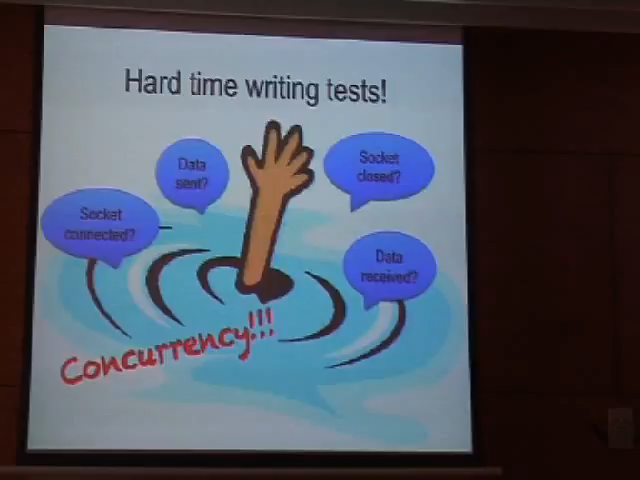 Hard time writing tests!
Data
sent?
Socket
closed?
Socket
connected?
Data
received?
Concurrency!!!